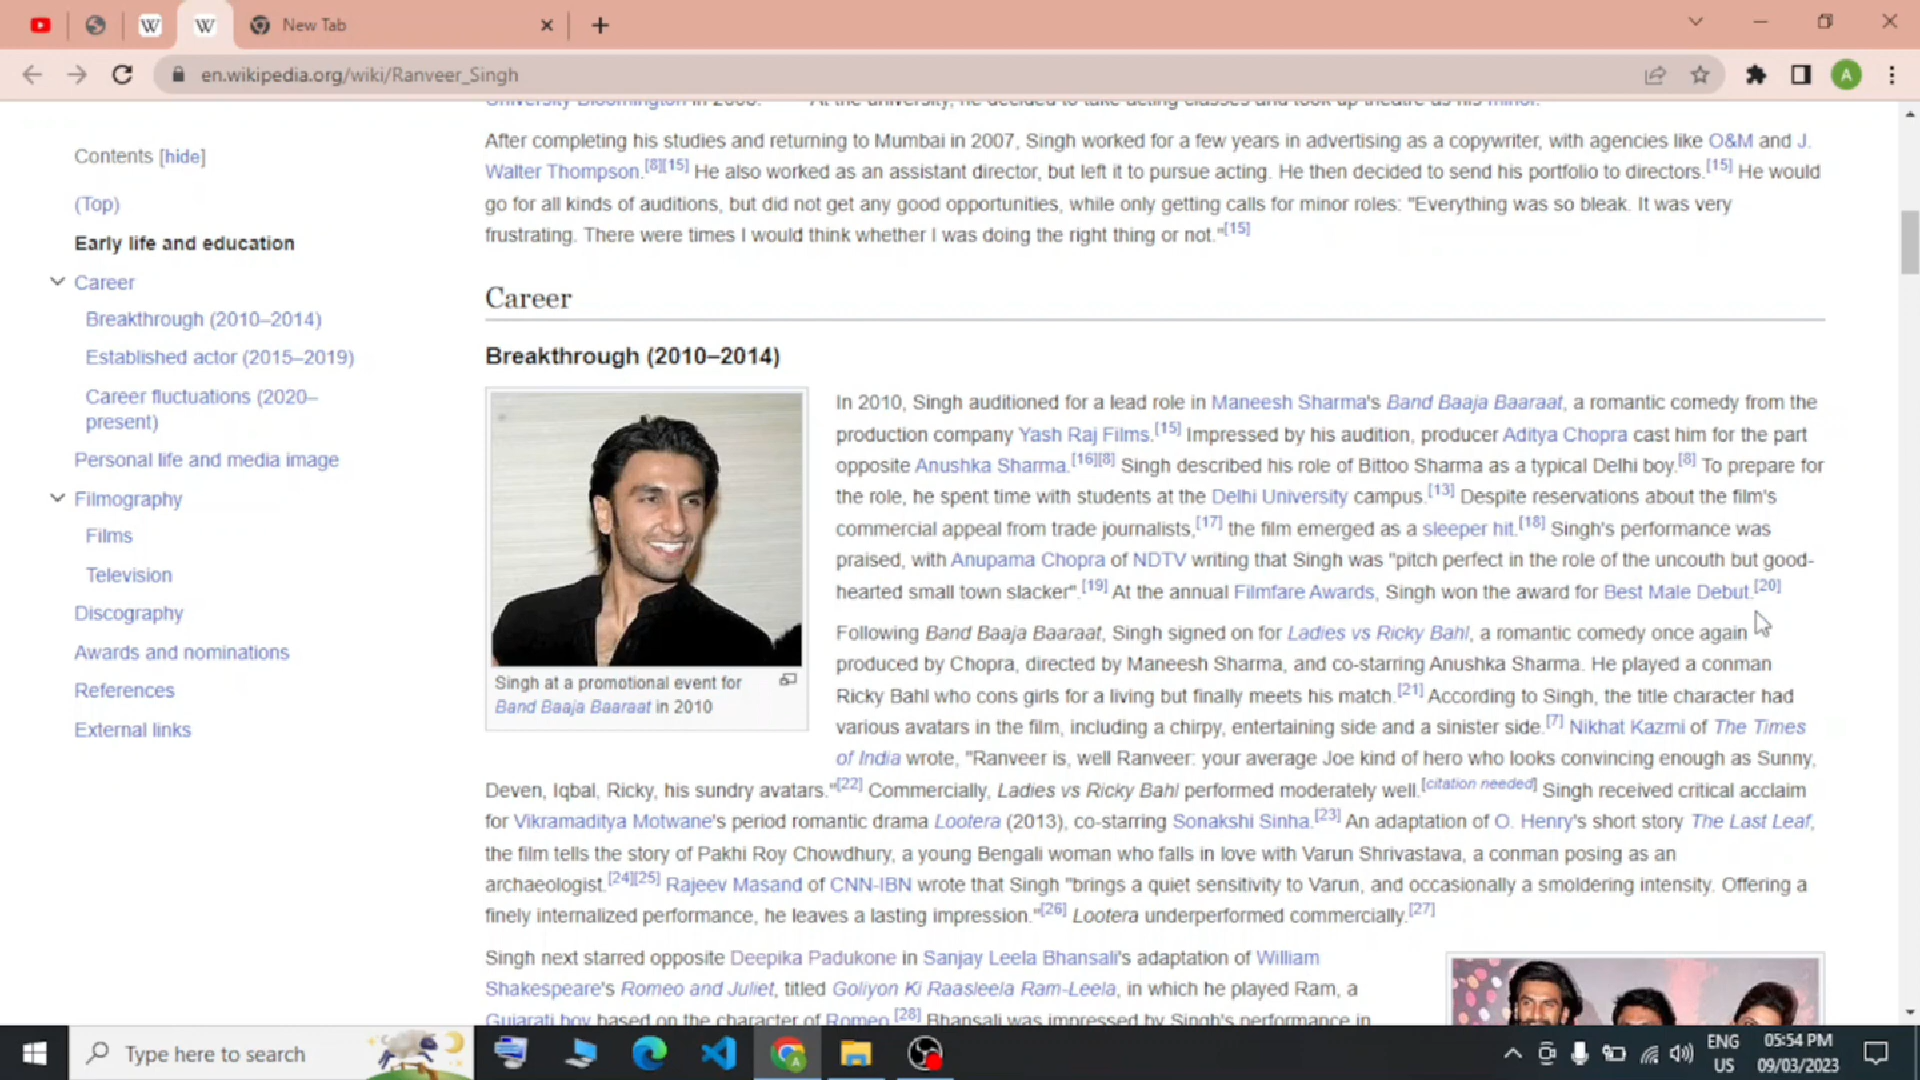 New Tab
en.wikipedia.org/wiki/Ranveer_Singh
A
Contents [hide]
(Top)
Early life and education
Career
Breakthrough (2010–2014)
Established actor (2015–2019)
Career fluctuations (2020–
present)
Personal life and media image
Filmography
Films
Television
Discography
Awards and nominations
References
External links
After completing his studies and returning to Mumbai in 2007, Singh worked for a few years in advertising as a copywriter, with agencies like O&M and J.
Walter Thompson.[8][15] He also worked as an assistant director, but left it to pursue acting. He then decided to send his portfolio to directors.[15] He would
go for all kinds of auditions, but did not get any good opportunities, while only getting calls for minor roles: "Everything was so bleak. It was very
frustrating. There were times I would think whether I was doing the right thing or not."[15]
Career
Breakthrough (2010–2014)
Singh at a promotional event for
Band Baaja Baaraat in 2010
In 2010, Singh auditioned for a lead role in Maneesh Sharma's Band Baaja Baaraat, a romantic comedy from the
production company Yash Raj Films.[15] Impressed by his audition, producer Aditya Chopra cast him for the part
opposite Anushka Sharma.[16][8] Singh described his role of Bittoo Sharma as a typical Delhi boy.[8] To prepare for
the role, he spent time with students at the Delhi University campus.[13] Despite reservations about the film's
commercial appeal from trade journalists,[17] the film emerged as a sleeper hit.[18] Singh's performance was
praised, with Anupama Chopra of NDTV writing that Singh was "pitch perfect in the role of the uncouth but good-
hearted small town slacker".[19] At the annual Filmfare Awards, Singh won the award for Best Male Debut.[20]
Following Band Baaja Baaraat, Singh signed on for Ladies vs Ricky Bahl, a romantic comedy once again
produced by Chopra, directed by Maneesh Sharma, and co-starring Anushka Sharma. He played a conman
Ricky Bahl who cons girls for a living but finally meets his match.[21] According to Singh, the title character had
various avatars in the film, including a chirpy, entertaining side and a sinister side.[7] Nikhat Kazmi of The Times
of India wrote, "Ranveer is, well Ranveer: your average Joe kind of hero who looks convincing enough as Sunny,
Deven, Iqbal, Ricky, his sundry avatars."[22] Commercially, Ladies vs Ricky Bahl performed moderately well.[citation needed] Singh received critical acclaim
for Vikramaditya Motwane's period romantic drama Lootera (2013), co-starring Sonakshi Sinha.[23] An adaptation of O. Henry's short story The Last Leaf,
the film tells the story of Pakhi Roy Chowdhury, a young Bengali woman who falls in love with Varun Shrivastava, a conman posing as an
archaeologist.[24][25] Rajeev Masand of CNN-IBN wrote that Singh "brings a quiet sensitivity to Varun, and occasionally a smoldering intensity. Offering a
finely internalized performance, he leaves a lasting impression."[26] Lootera underperformed commercially.[27]
Singh next starred opposite Deepika Padukone in Sanjay Leela Bhansali's adaptation of William
Shakespeare's Romeo and Juliet, titled Goliyon Ki Raasleela Ram-Leela, in which he played Ram, a
Gujarati boy based on the character of Romeo.[28] Bhansali was impressed by Singh's performance in
Type here to search
ENG
US
05:54 PM
09/03/2023